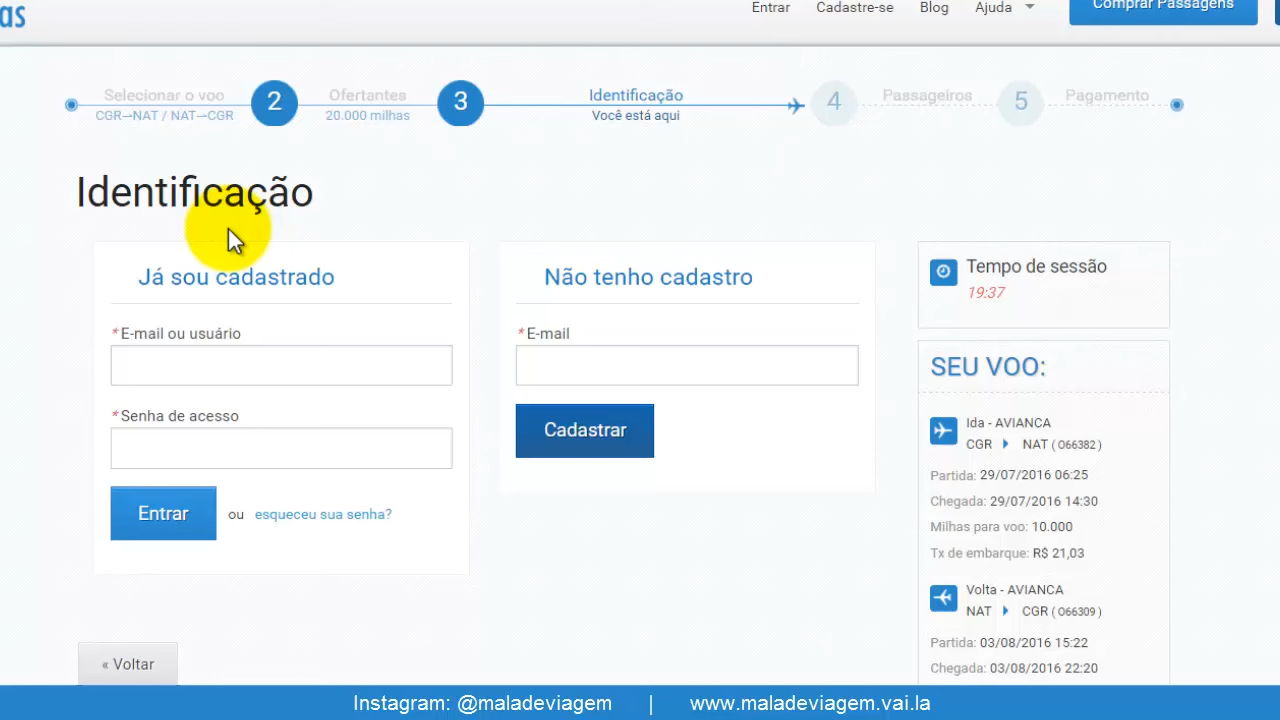 as
Entrar Cadastre-se Blog Ajuda Comprar Passagens
Selecionar o voo
CGR→NAT / NAT→CGR
2
Ofertantes
20.000 milhas
3
Identificação
Você está aqui
4
Passageiros
5
Pagamento
Identificação
Já sou cadastrado
*E-mail ou usuário
*Senha de acesso
Entrar ou esqueceu sua senha?
Não tenho cadastro
*E-mail
Cadastrar
Tempo de sessão
19:37
SEU VOO:
Ida - AVIANCA
CGR NAT ( O66382 )
Partida: 29/07/2016 06:25
Chegada: 29/07/2016 14:30
Milhas para voo: 10.000
Tx de embarque: R$ 21,03
Volta - AVIANCA
NAT CGR ( O66309 )
Partida: 03/08/2016 15:22
Chegada: 03/08/2016 22:20
« Voltar
Instagram: @maladeviagem | www.maladeviagem.vai.la